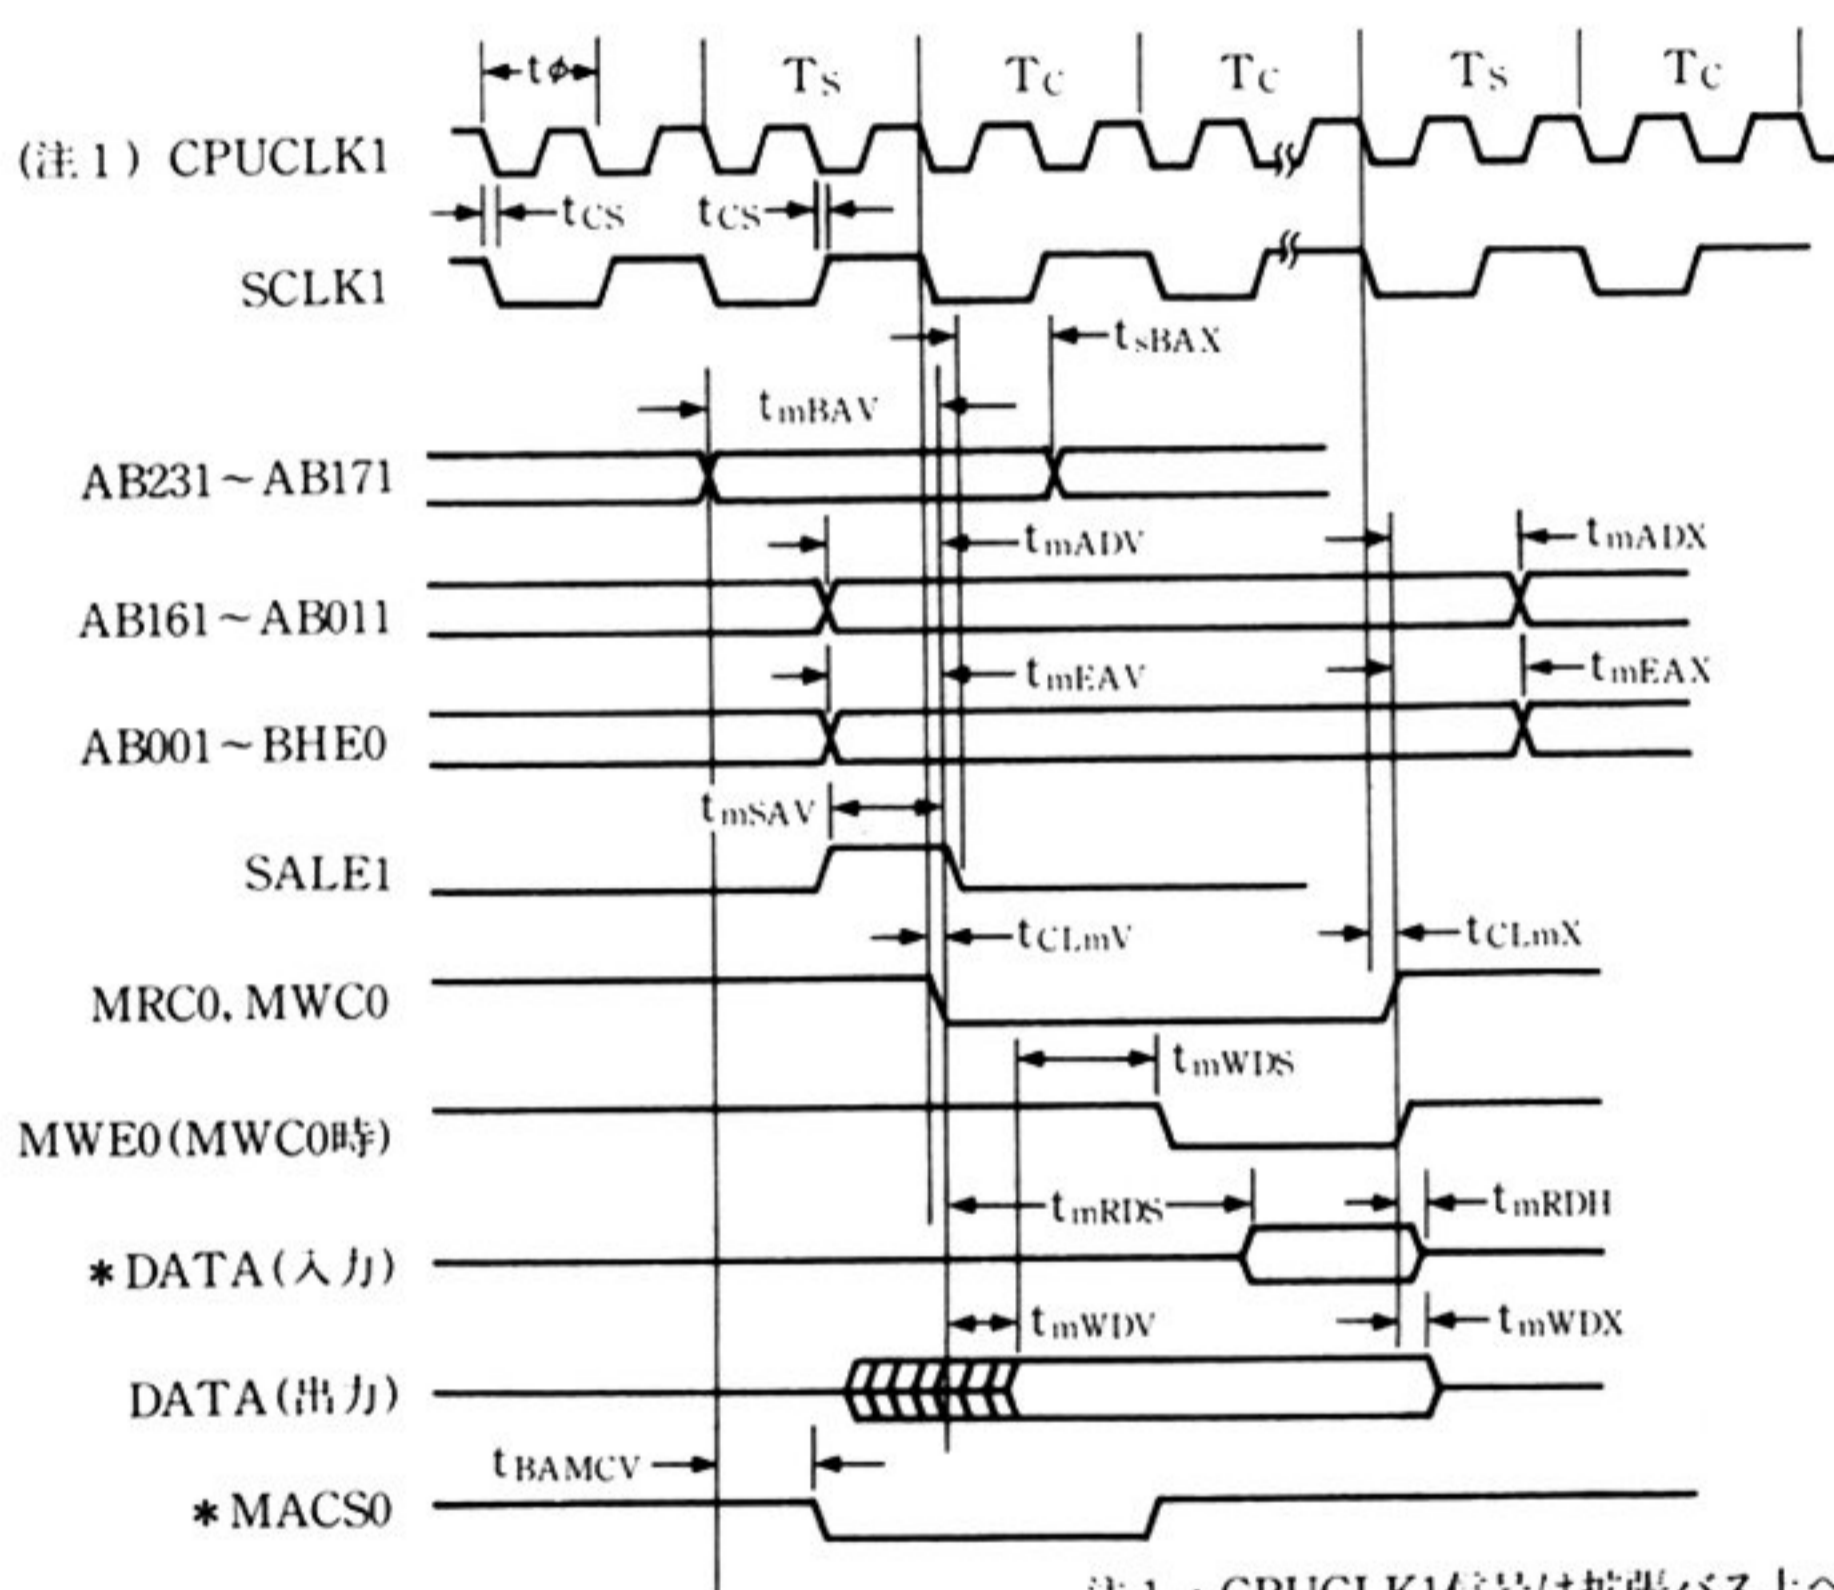 tφ Ts Tc Tc Ts Tc
(注1) CPUCLK1
tCS tCS
SCLK1
tsBAX
tmBAV
AB231~AB171
tmADV tmADX
AB161~AB011
tmEAV tmEAX
AB001~BHE0
tmSAV
SALE1
tCLmV tCLmX
MRC0, MWC0
tmWDS
MWE0(MWC0時)
tmRDS tmRDH
*DATA(入力)
tmWDV tmWDX
DATA(出力)
tBAMCV
*MACS0